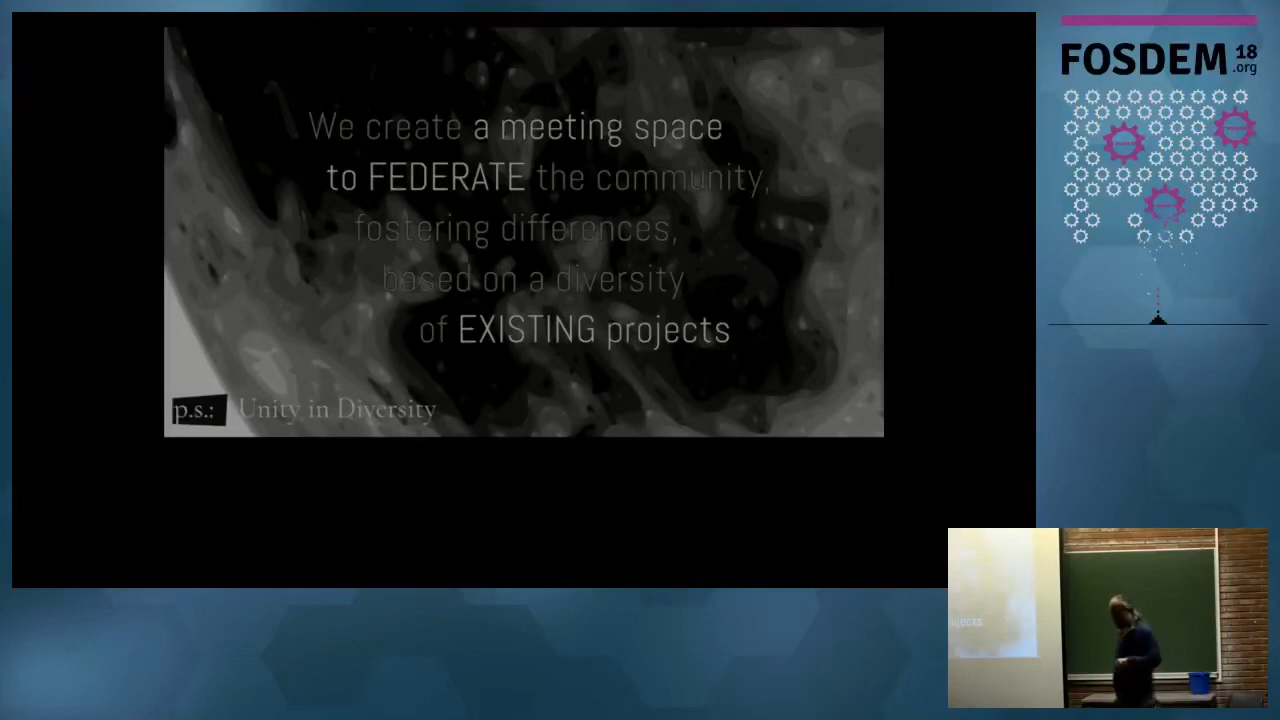 We create a meeting space
to FEDERATE the community,
fostering differences,
based on a diversity
of EXISTING projects
p.s.: Unity in Diversity
FOSDEM 18
.org